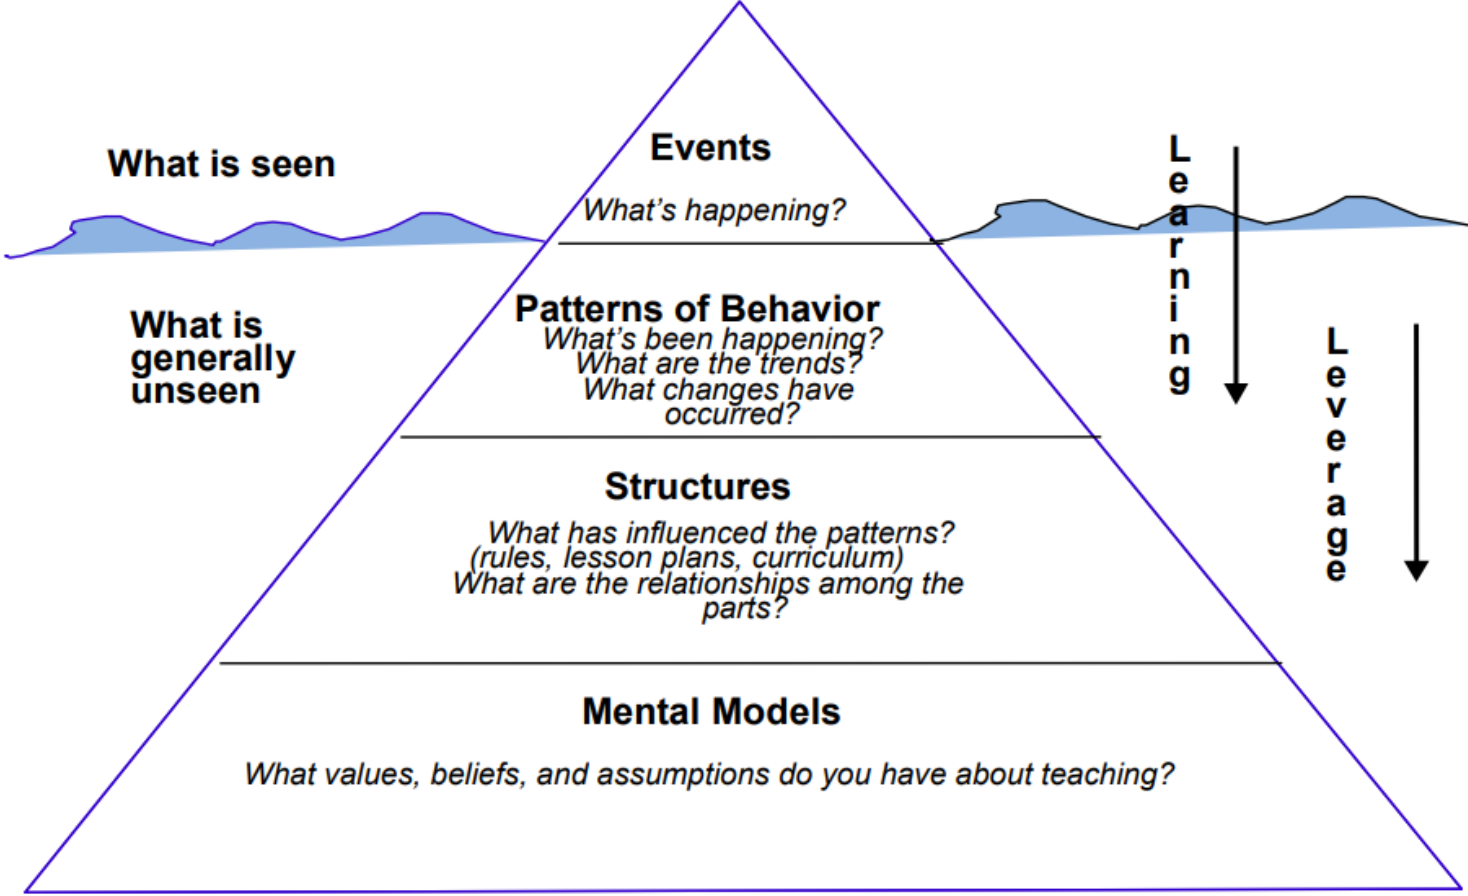 What is seen
Events
What's happening?
Learning
What is
generally
unseen
Patterns of Behavior
What's been happening?
What are the trends?
What changes have
occurred?
Leverage
Structures
What has influenced the patterns?
(rules, lesson plans, curriculum)
What are the relationships among the
parts?
Mental Models
What values, beliefs, and assumptions do you have about teaching?